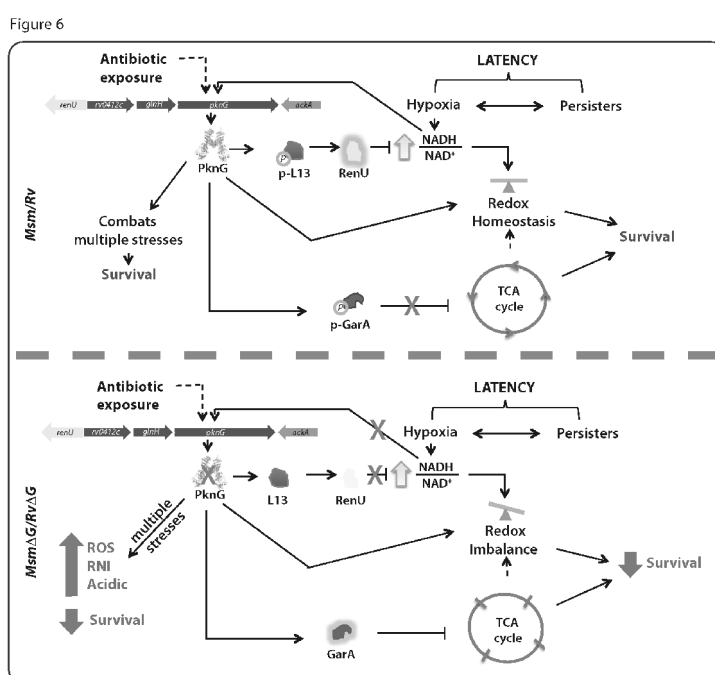 Figure 6
Antibiotic
exposure
LATENCY
Hypoxia
Persisters
renU rv0412c glnH pknG ackA
NADH
NAD⁺
PknG
P
p-L13
RenU
Redox
Homeostasis
Msm/Rv
Combats
multiple stresses
Survival
Survival
P
p-GarA
TCA
cycle
Antibiotic
exposure
LATENCY
Hypoxia
Persisters
renU rv0412c glnH pknG ackA
NADH
NAD⁺
PknG
L13
RenU
Redox
Imbalance
MsmΔG/RvΔG
multiple
stresses
ROS
RNI
Acidic
Survival
Survival
GarA
TCA
cycle